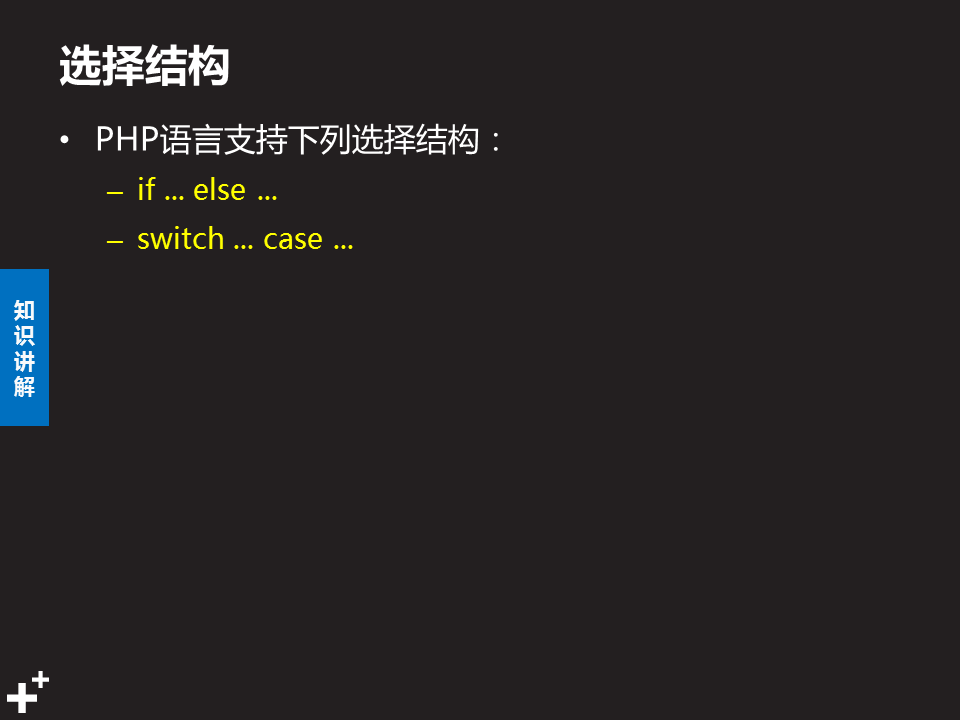 选择结构
• PHP语言支持下列选择结构：
– if ... else ...
– switch ... case ...
知
识
讲
解